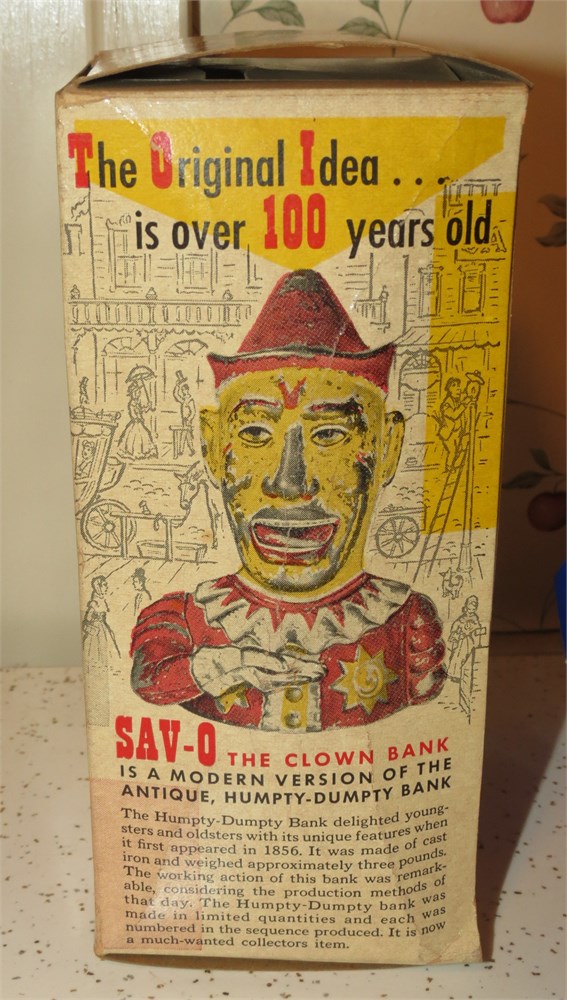 The Original Idea . . .
is over 100 years old
SAV-O THE CLOWN BANK
IS A MODERN VERSION OF THE
ANTIQUE, HUMPTY-DUMPTY BANK
The Humpty-Dumpty Bank delighted young-
sters and oldsters with its unique features when
it first appeared in 1856. It was made of cast
iron and weighed approximately three pounds.
The working action of this bank was remark-
able, considering the production methods of
that day. The Humpty-Dumpty bank was
made in limited quantities and each was
numbered in the sequence produced. It is now
a much-wanted collectors item.